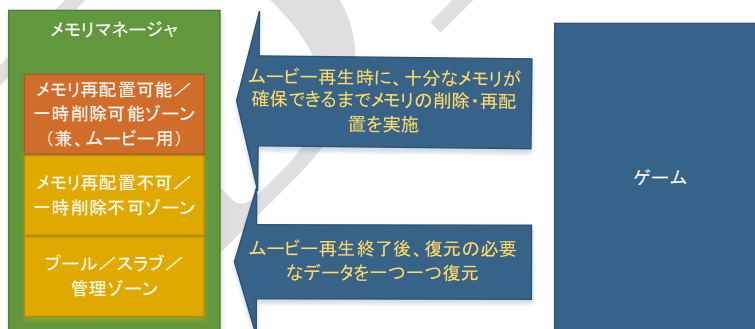 メモリマネージャ
メモリ再配置可能／
一時削除可能ゾーン
（兼、ムービー用）
メモリ再配置不可／
一時削除不可ゾーン
プール／スラブ／
管理ゾーン
ムービー再生時に、十分なメモリが
確保できるまでメモリの削除・再配
置を実施
ムービー再生終了後、復元の必要
なデータを一つ一つ復元
ゲーム